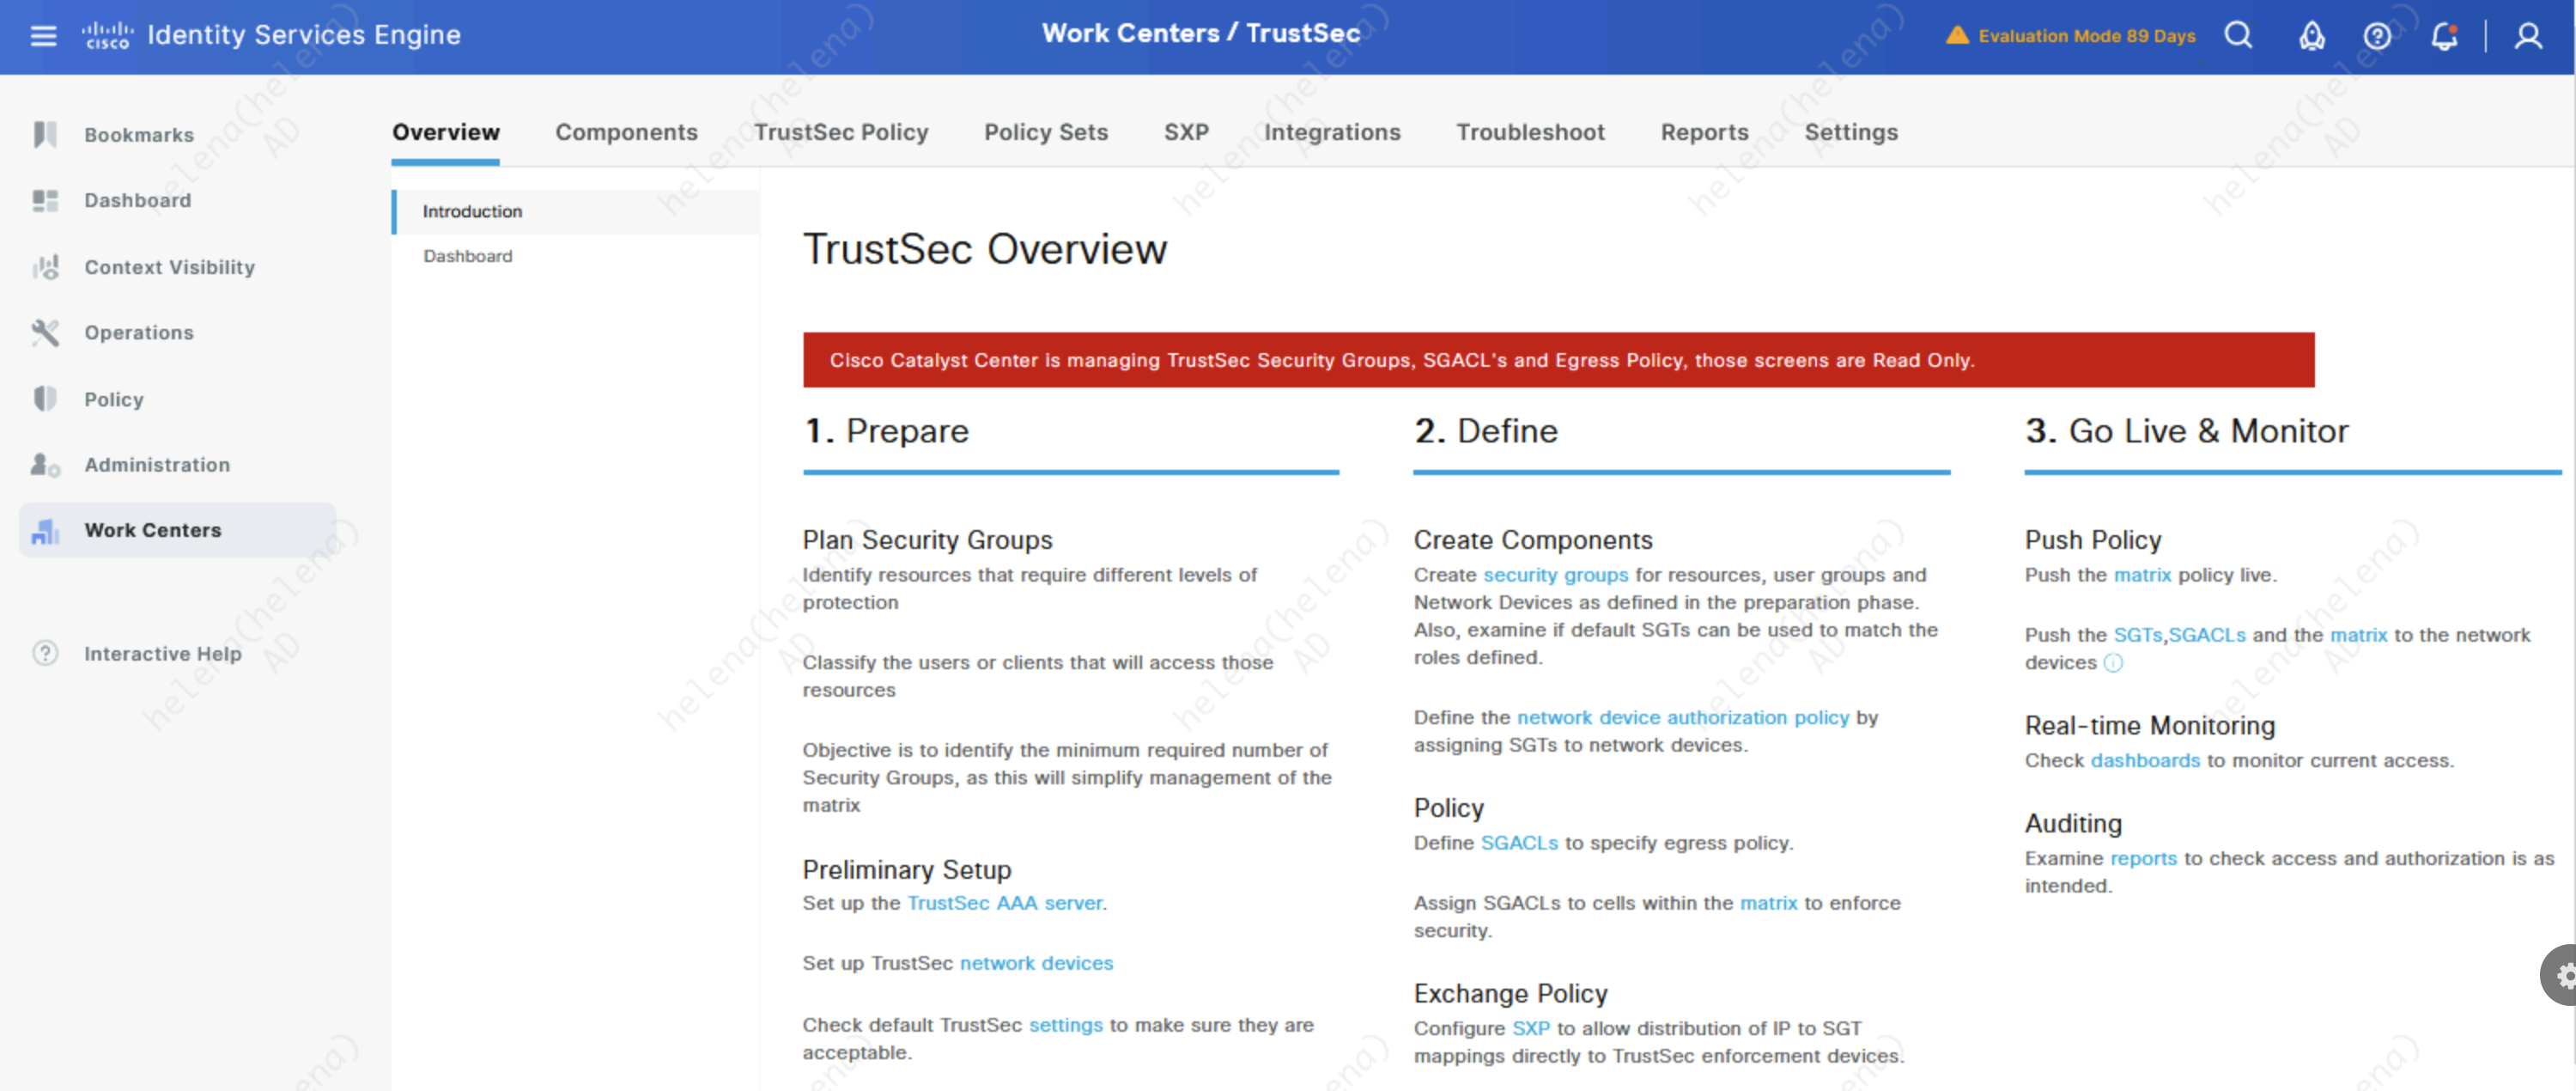 cisco Identity Services Engine
Work Centers / TrustSec
Evaluation Mode 89 Days
Bookmarks
Dashboard
Context Visibility
Operations
Policy
Administration
Work Centers
Interactive Help
Overview Components TrustSec Policy Policy Sets SXP Integrations Troubleshoot Reports Settings
Introduction
Dashboard
TrustSec Overview
Cisco Catalyst Center is managing TrustSec Security Groups, SGACL's and Egress Policy, those screens are Read Only.
1. Prepare
Plan Security Groups
Identify resources that require different levels of
protection
Classify the users or clients that will access those
resources
Objective is to identify the minimum required number of
Security Groups, as this will simplify management of the
matrix
Preliminary Setup
Set up the TrustSec AAA server.
Set up TrustSec network devices
Check default TrustSec settings to make sure they are
acceptable.
2. Define
Create Components
Create security groups for resources, user groups and
Network Devices as defined in the preparation phase.
Also, examine if default SGTs can be used to match the
roles defined.
Define the network device authorization policy by
assigning SGTs to network devices.
Policy
Define SGACLs to specify egress policy.
Assign SGACLs to cells within the matrix to enforce
security.
Exchange Policy
Configure SXP to allow distribution of IP to SGT
mappings directly to TrustSec enforcement devices.
3. Go Live & Monitor
Push Policy
Push the matrix policy live.
Push the SGTs,SGACLs and the matrix to the network
devices
Real-time Monitoring
Check dashboards to monitor current access.
Auditing
Examine reports to check access and authorization is as
intended.
helena(helena)
AD